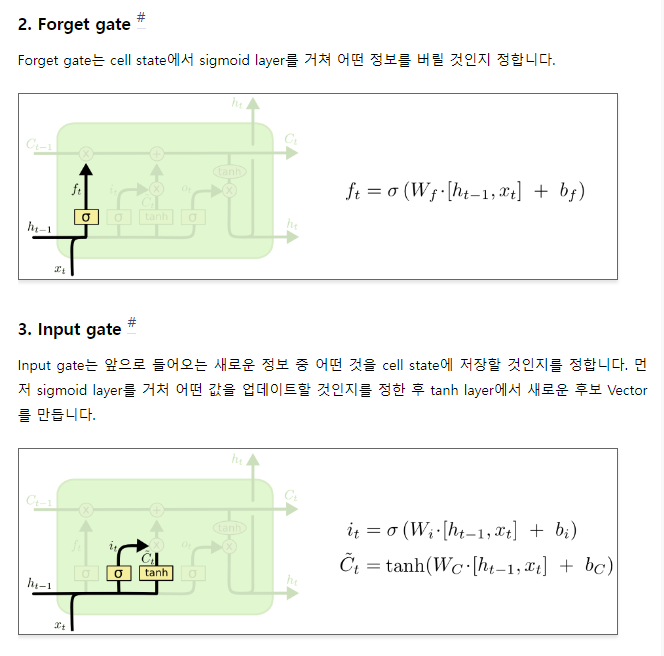 2. Forget gate #
Forget gate는 cell state에서 sigmoid layer를 거쳐 어떤 정보를 버릴 것인지 정합니다.
h_t
C_{t-1}
C_t
x
+
tanh
f_t
i_t
o_t
x
x
C̃_t
σ
σ
tanh
σ
h_{t-1}
h_t
x_t
f_t = σ (W_f·[h_{t-1}, x_t] + b_f)
3. Input gate #
Input gate는 앞으로 들어오는 새로운 정보 중 어떤 것을 cell state에 저장할 것인지를 정합니다. 먼
저 sigmoid layer를 거처 어떤 값을 업데이트할 것인지를 정한 후 tanh layer에서 새로운 후보 Vector
를 만듭니다.
h_t
C_{t-1}
C_t
x
+
tanh
f_t
i_t
o_t
x
x
C̃_t
σ
σ
tanh
σ
h_{t-1}
h_t
x_t
i_t = σ (W_i·[h_{t-1}, x_t] + b_i)
C̃_t = tanh(W_C·[h_{t-1}, x_t] + b_C)